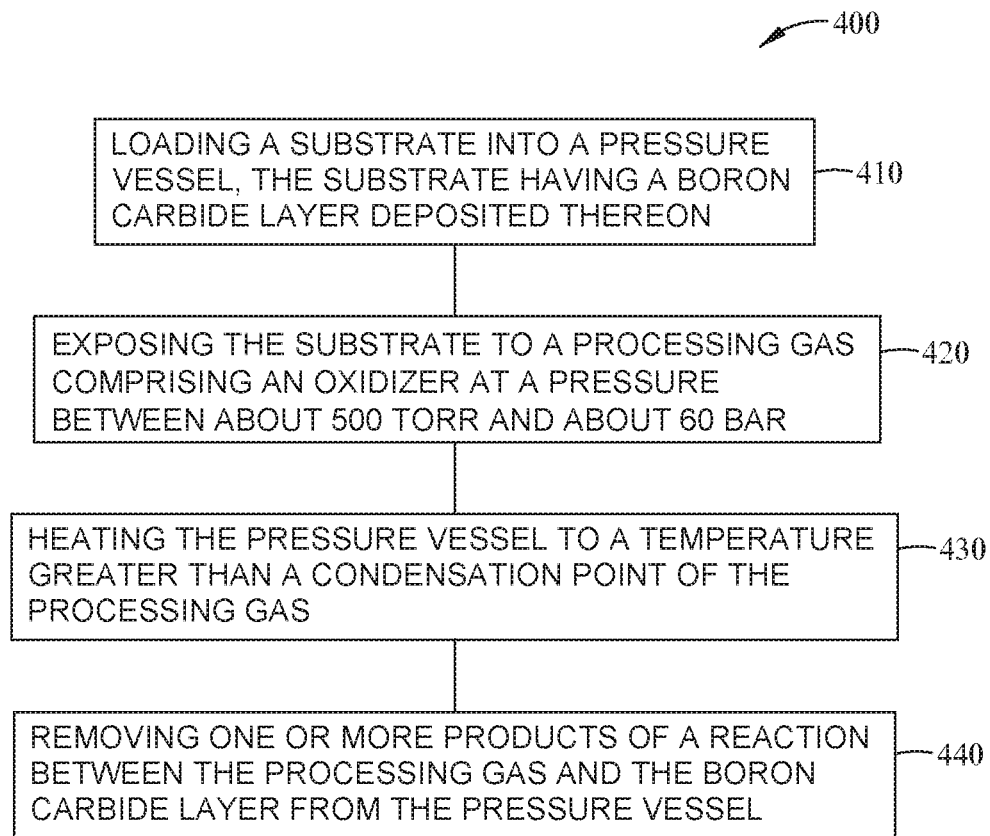 400
LOADING A SUBSTRATE INTO A PRESSURE
VESSEL, THE SUBSTRATE HAVING A BORON
CARBIDE LAYER DEPOSITED THEREON
410
EXPOSING THE SUBSTRATE TO A PROCESSING GAS
COMPRISING AN OXIDIZER AT A PRESSURE
BETWEEN ABOUT 500 TORR AND ABOUT 60 BAR
420
HEATING THE PRESSURE VESSEL TO A TEMPERATURE
GREATER THAN A CONDENSATION POINT OF THE
PROCESSING GAS
430
REMOVING ONE OR MORE PRODUCTS OF A REACTION
BETWEEN THE PROCESSING GAS AND THE BORON
CARBIDE LAYER FROM THE PRESSURE VESSEL
440